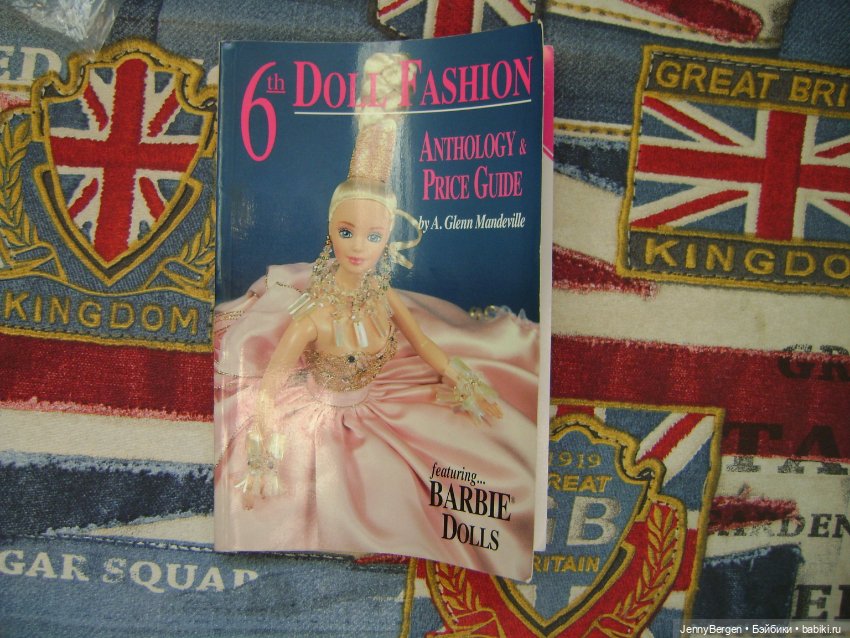 6th DOLL FASHION
ANTHOLOGY &
PRICE GUIDE
by A. Glenn Mandeville
featuring...
BARBIE®
DOLLS
KINGDOM
GREAT BRI
KINGDO
1919
GREAT
GB
BRITAIN
GAR SQUAR
JennyBergen • Бэйбики • babiki.ru